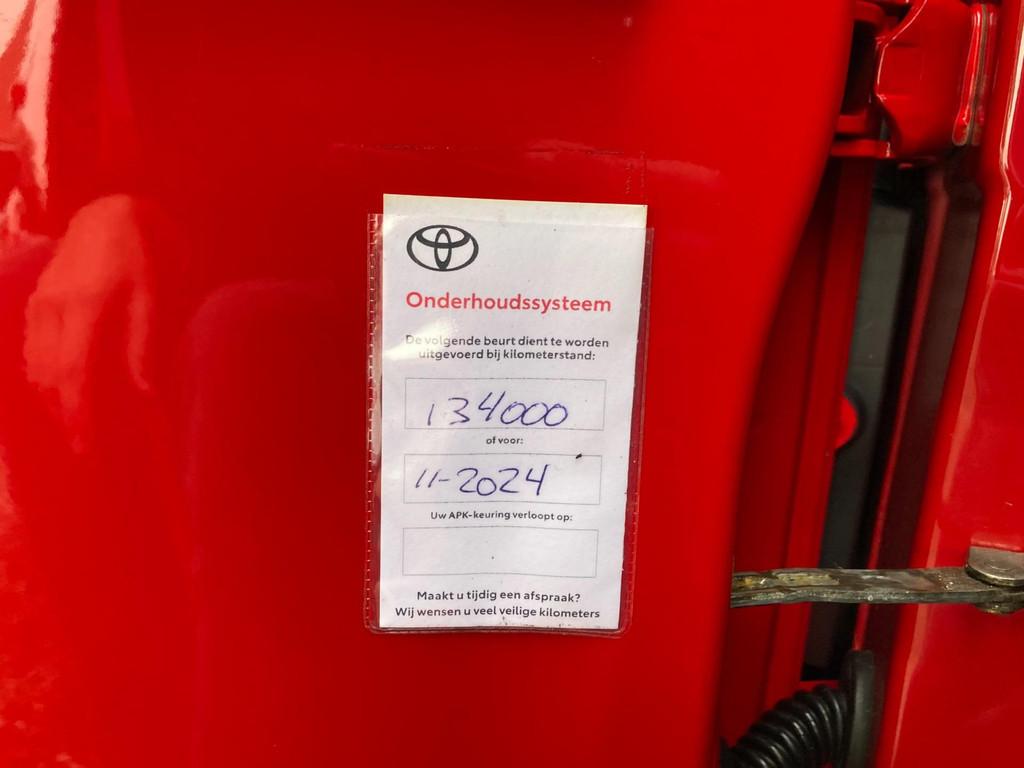 Onderhoudssysteem
De volgende beurt dient te worden
uitgevoerd bij kilometerstand:
134000
of voor:
11-2024
Uw APK-keuring verloopt op:
Maakt u tijdig een afspraak?
Wij wensen u veel veilige kilometers